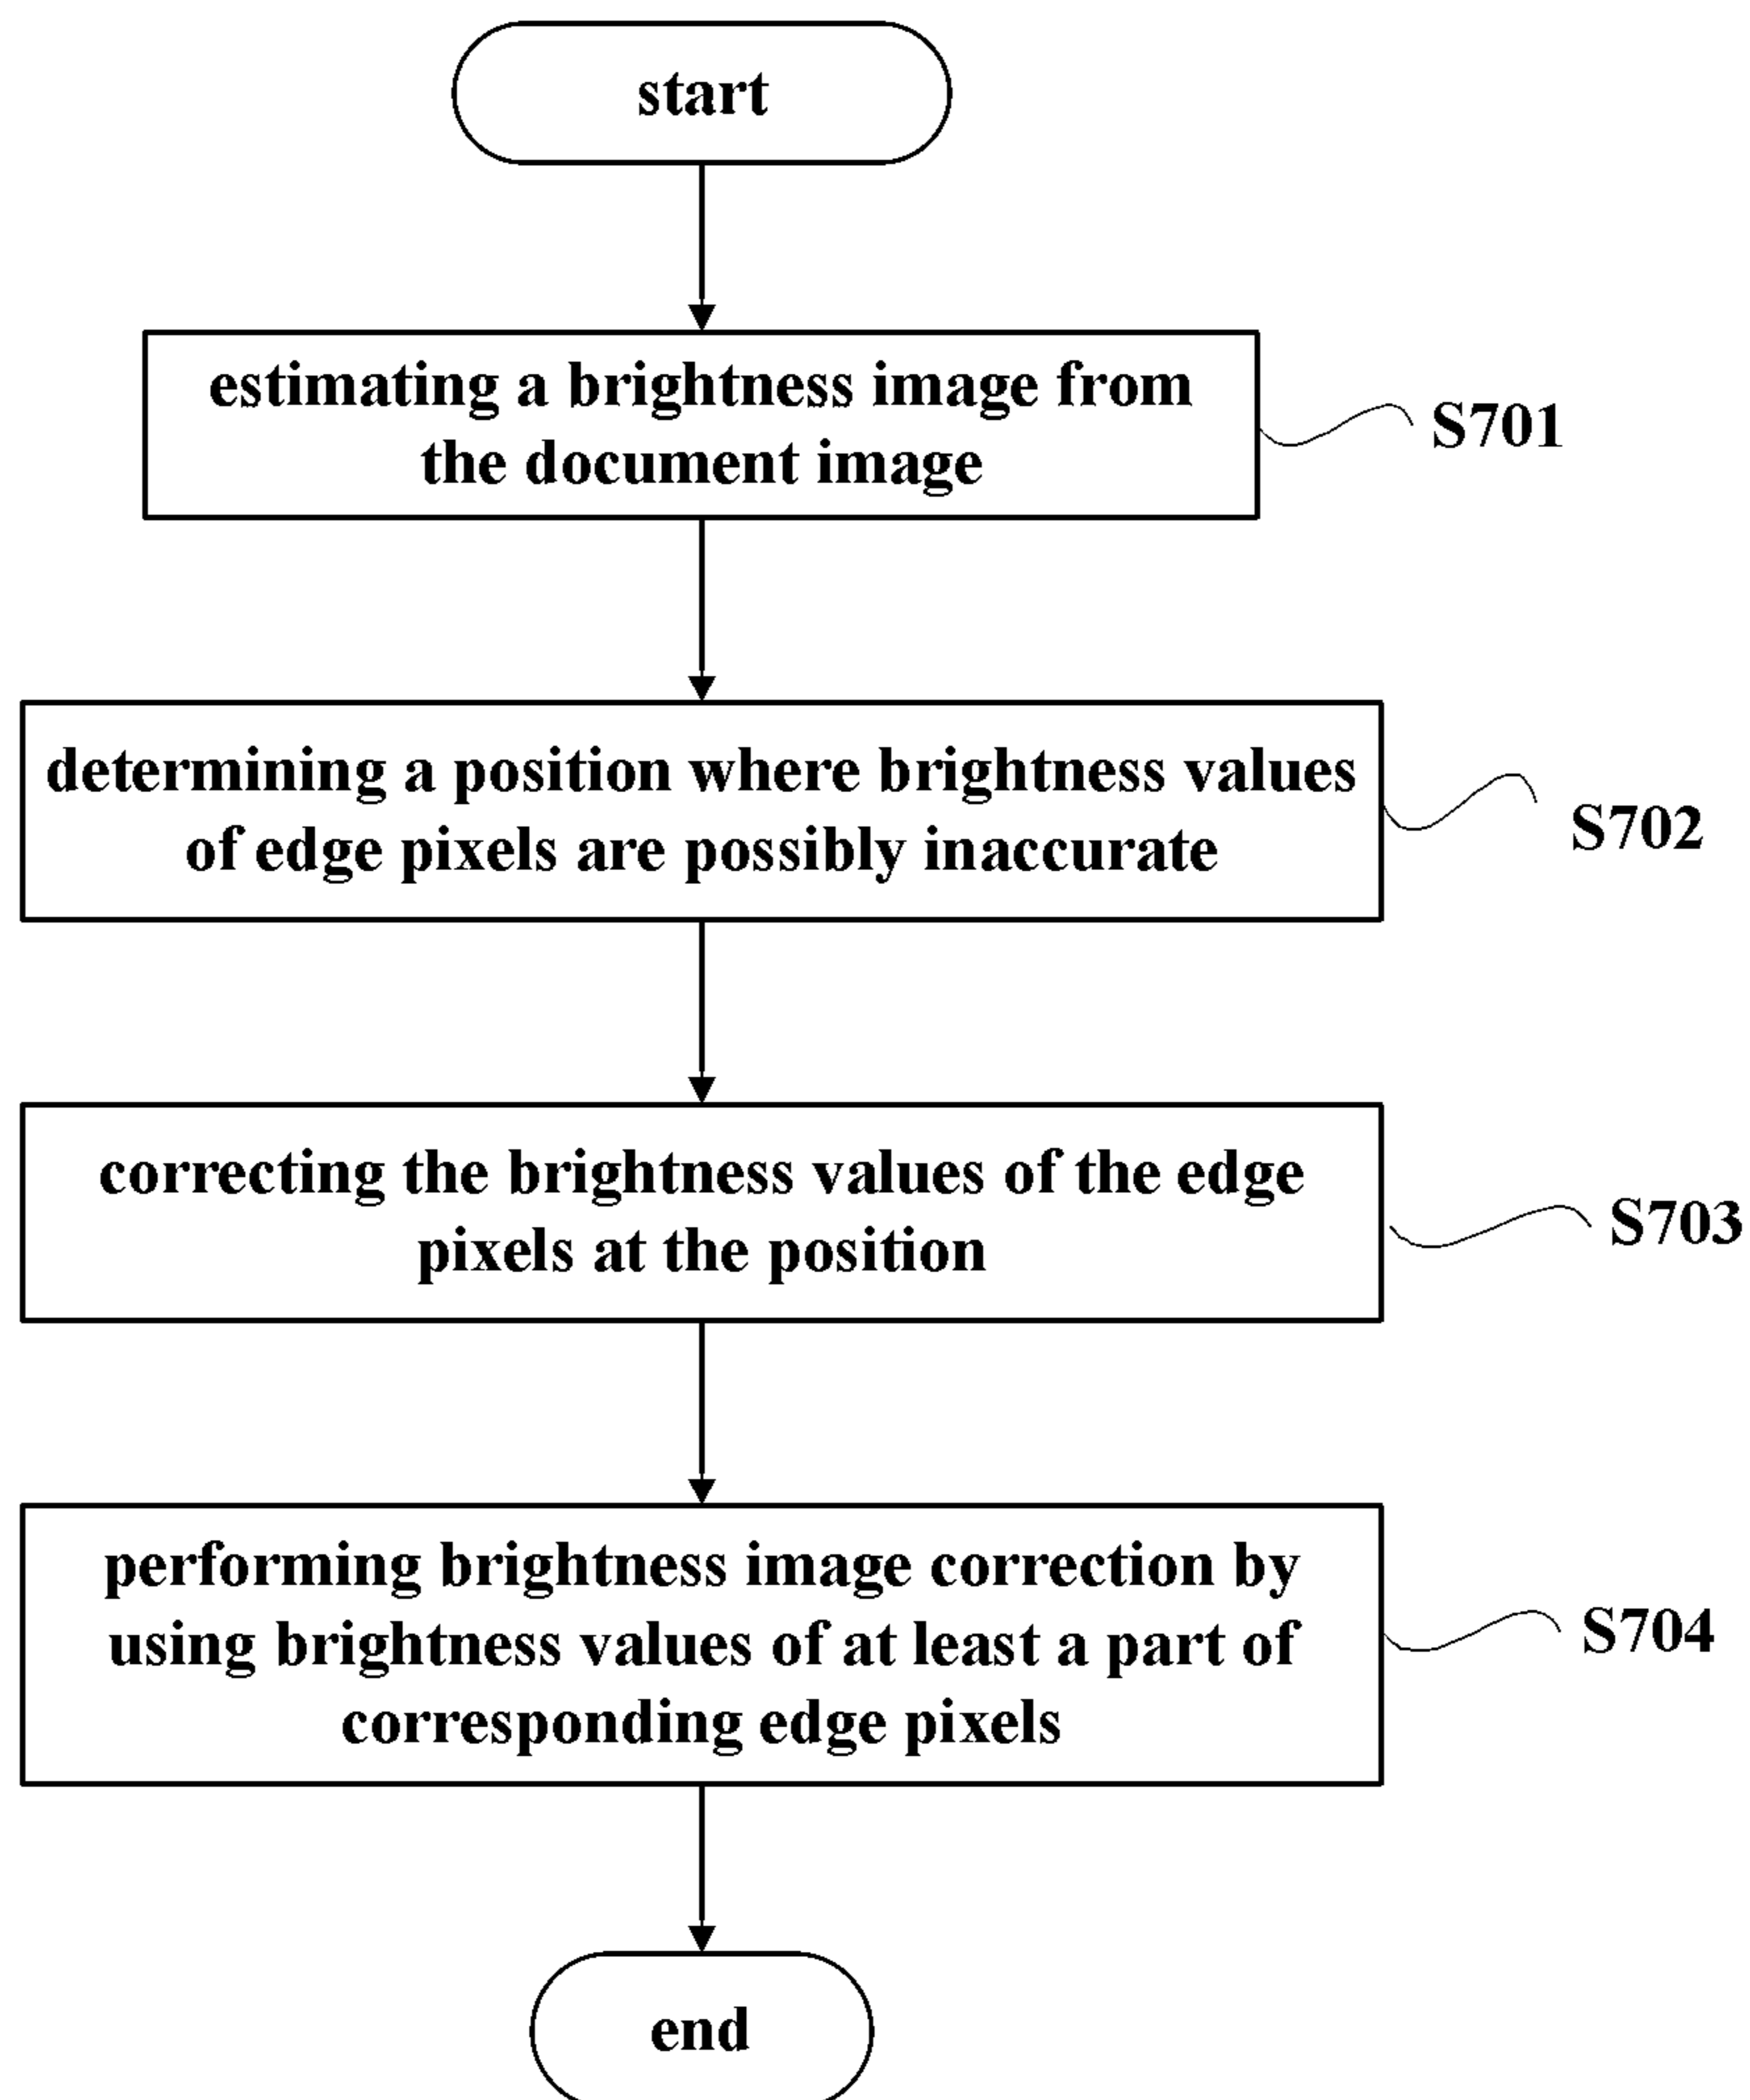 start
estimating a brightness image from
the document image
S701
determining a position where brightness values
of edge pixels are possibly inaccurate
S702
correcting the brightness values of the edge
pixels at the position
S703
performing brightness image correction by
using brightness values of at least a part of
corresponding edge pixels
S704
end